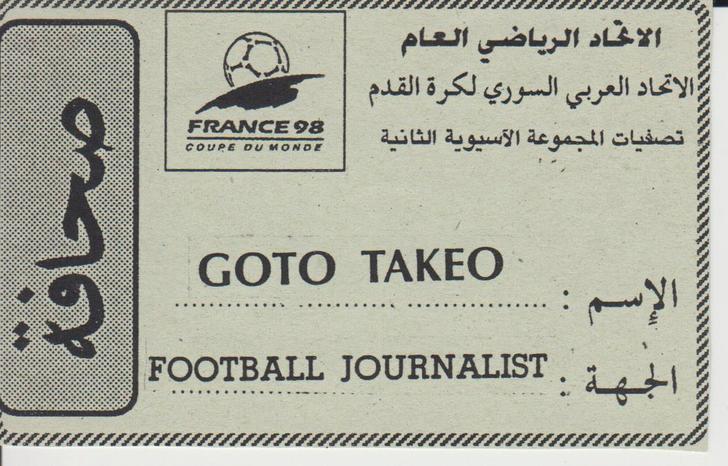 الاتحاد الرياضي العام
الاتحاد العربي السوري لكرة القدم
تصفيات المجموعة الآسيوية الثانية
FRANCE 98
COUPE DU MONDE
صحافة
GOTO TAKEO
الإسم :
FOOTBALL JOURNALIST
الجهة :